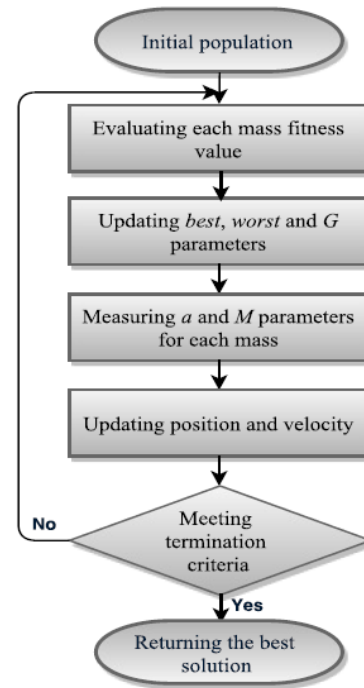 Initial population
Evaluating each mass fitness
value
Updating best, worst and G
parameters
Measuring a and M parameters
for each mass
Updating position and velocity
Meeting
termination
criteria
No
Yes
Returning the best
solution